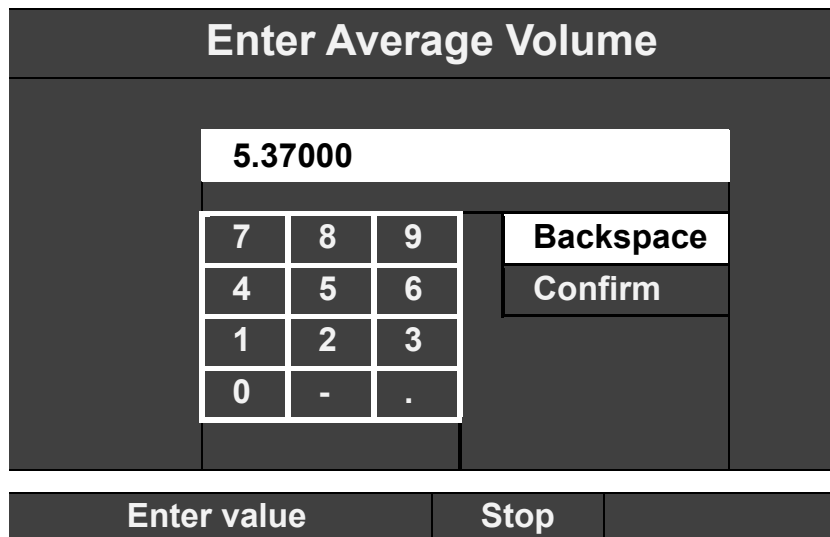 Enter Average Volume
5.37000
7 8 9 Backspace
4 5 6 Confirm
1 2 3
0 - .
Enter value Stop